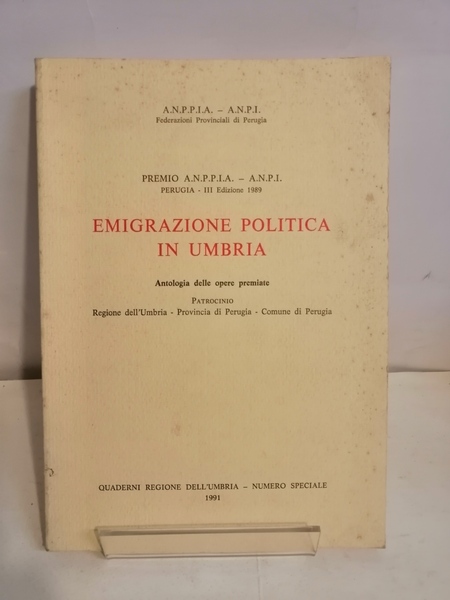 A.N.P.P.I.A. – A.N.P.I.
Federazioni Provinciali di Perugia
PREMIO A.N.P.P.I.A. – A.N.P.I.
PERUGIA - III Edizione 1989
EMIGRAZIONE POLITICA
IN UMBRIA
Antologia delle opere premiate
PATROCINIO
Regione dell'Umbria - Provincia di Perugia - Comune di Perugia
QUADERNI REGIONE DELL'UMBRIA – NUMERO SPECIALE
1991